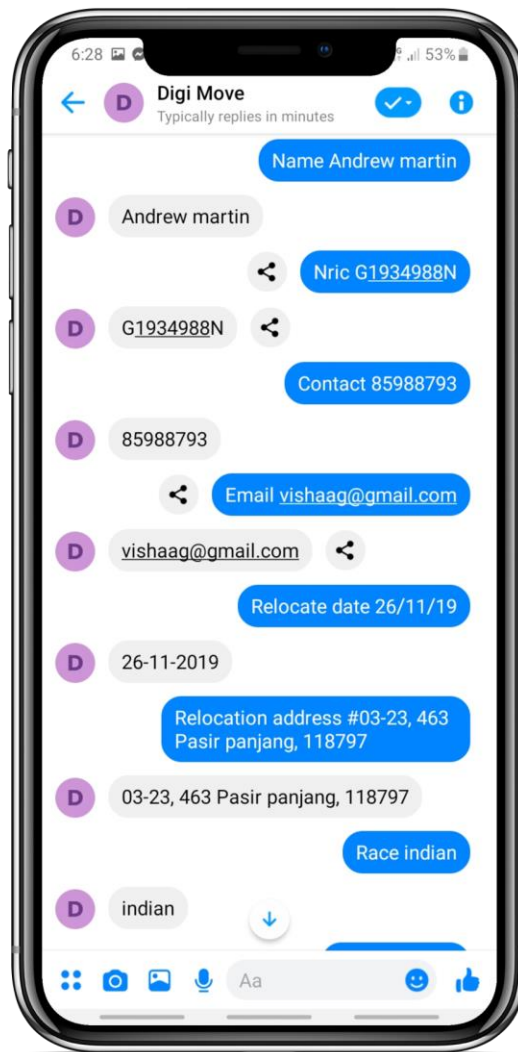 6:28 53%
D Digi Move
Typically replies in minutes
Name Andrew martin
D Andrew martin
Nric G1934988N
D G1934988N
Contact 85988793
D 85988793
Email vishaag@gmail.com
D vishaag@gmail.com
Relocate date 26/11/19
D 26-11-2019
Relocation address #03-23, 463
Pasir panjang, 118797
D 03-23, 463 Pasir panjang, 118797
Race indian
D indian
Aa